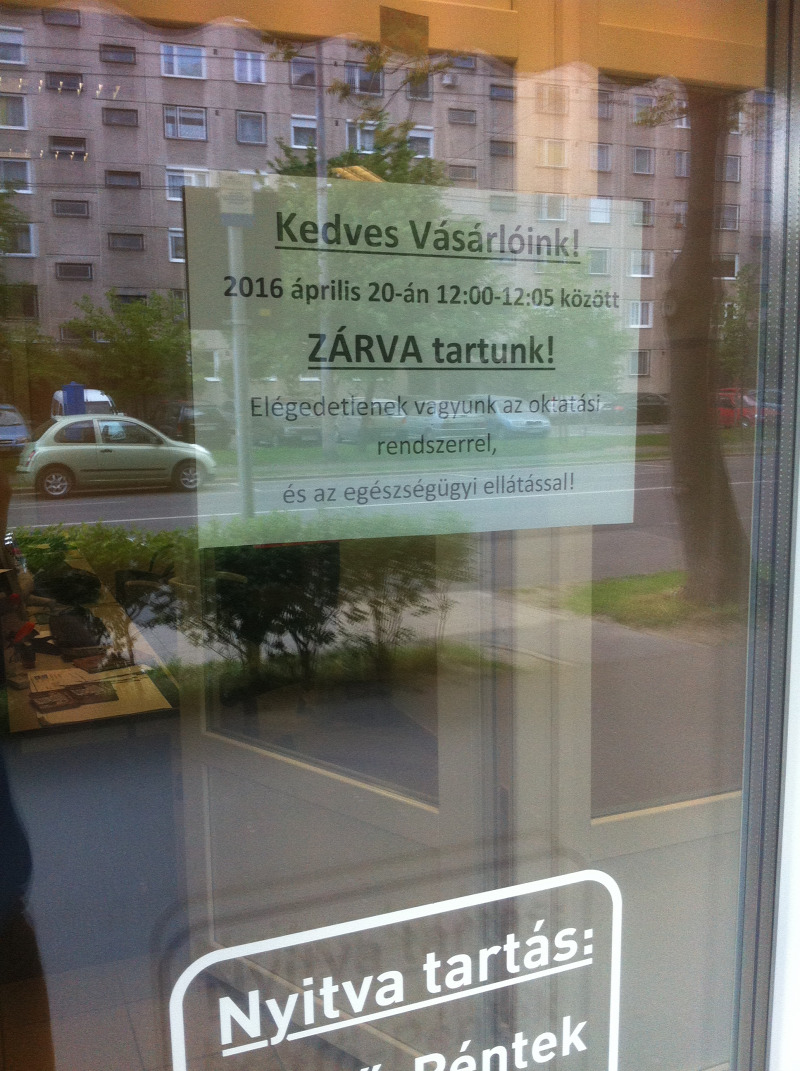 Kedves Vásárlóink!
2016 április 20-án 12:00-12:05 között
ZÁRVA tartunk!
Elégedetlenek vagyunk az oktatási
rendszerrel,
és az egészségügyi ellátással!
Nyitva tartás:
Péntek